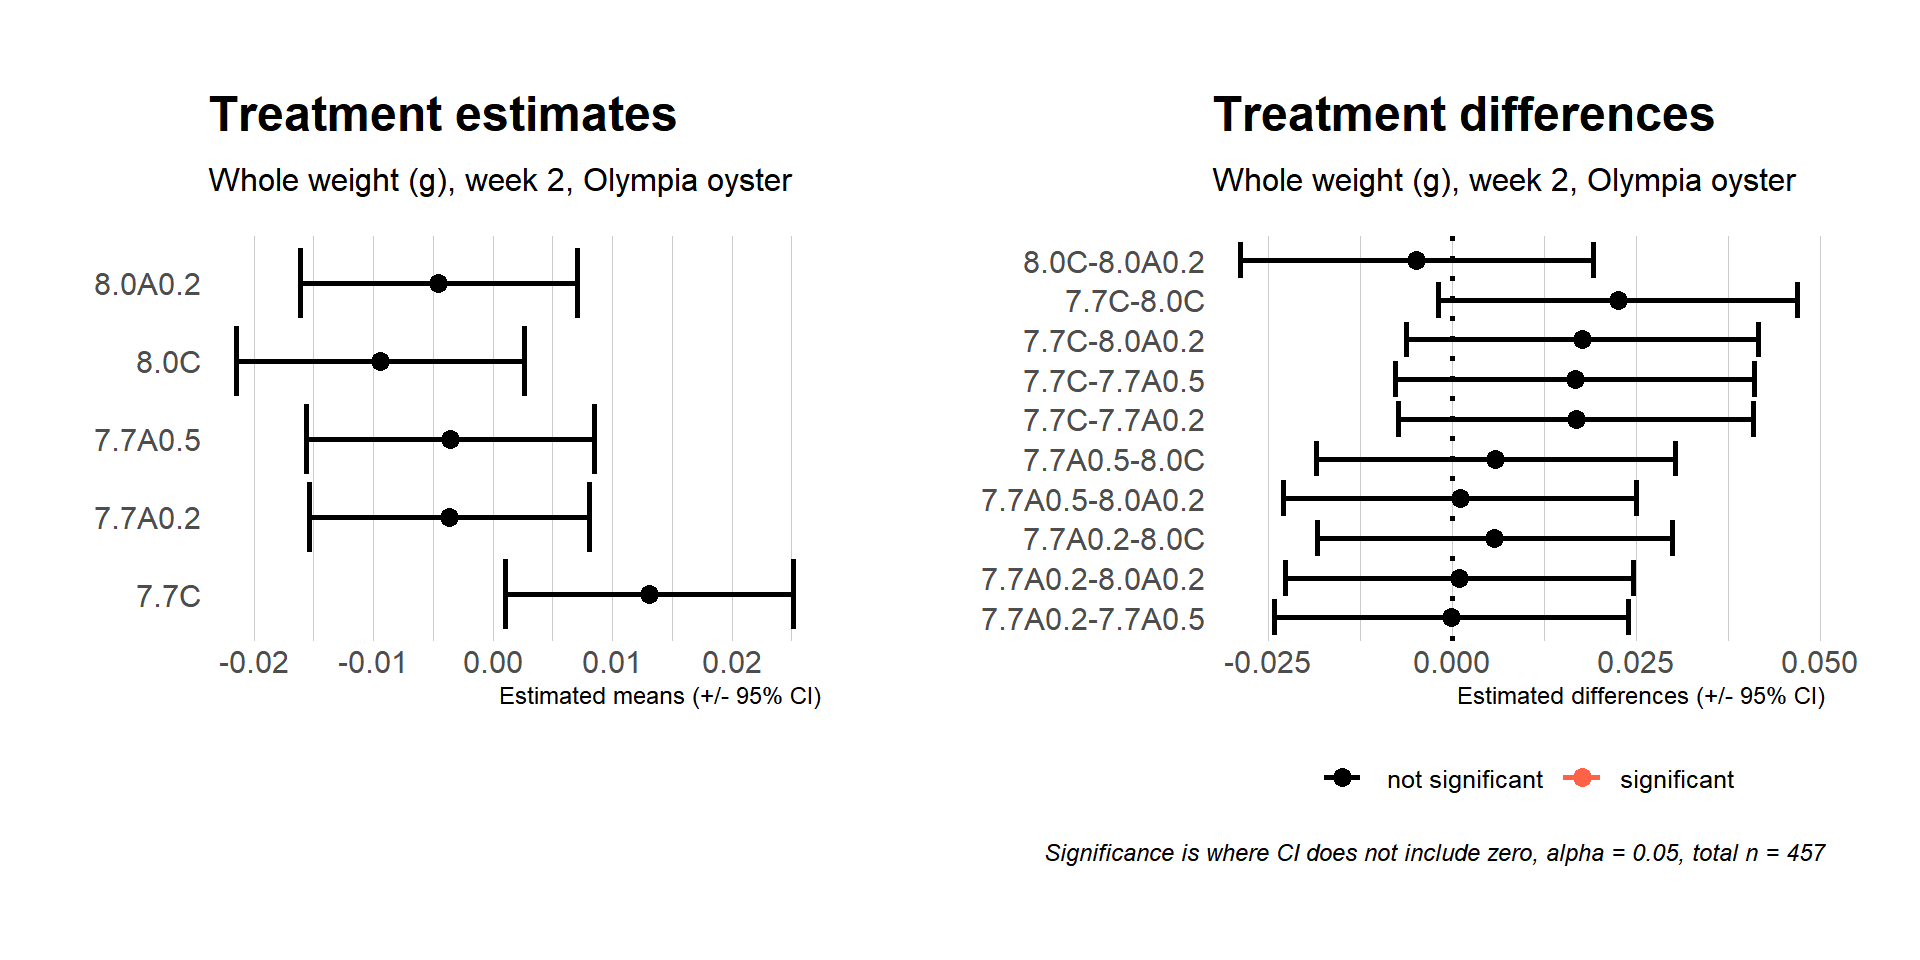 Treatment estimates
Whole weight (g), week 2, Olympia oyster
8.0A0.2
8.0C
7.7A0.5
7.7A0.2
7.7C
-0.02 -0.01 0.00 0.01 0.02
Estimated means (+/- 95% CI)
Treatment differences
Whole weight (g), week 2, Olympia oyster
8.0C-8.0A0.2
7.7C-8.0C
7.7C-8.0A0.2
7.7C-7.7A0.5
7.7C-7.7A0.2
7.7A0.5-8.0C
7.7A0.5-8.0A0.2
7.7A0.2-8.0C
7.7A0.2-8.0A0.2
7.7A0.2-7.7A0.5
-0.025 0.000 0.025 0.050
Estimated differences (+/- 95% CI)
not significant significant
Significance is where CI does not include zero, alpha = 0.05, total n = 457